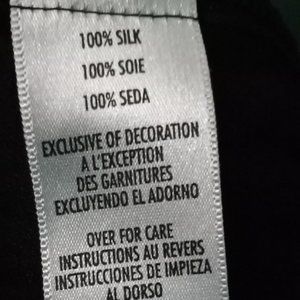 100% SILK
100% SOIE
100% SEDA
EXCLUSIVE OF DECORATION
A L'EXCEPTION
DES GARNITURES
EXCLUYENDO EL ADORNO
OVER FOR CARE
INSTRUCTIONS AU REVERS
INSTRUCCIONES DE IMPIEZA
AL DORSO